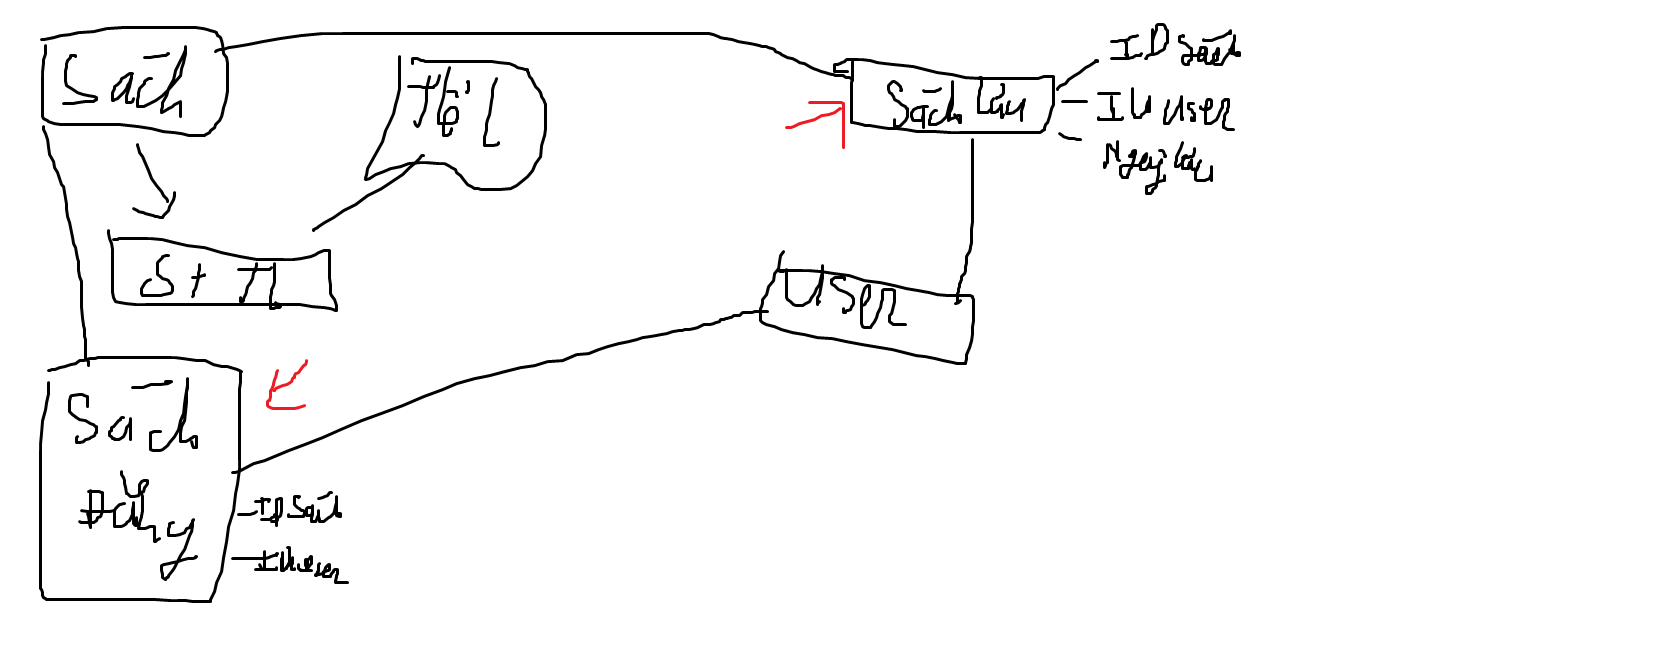 Sách
Thể L
Sách Lưu
ID Sách
ID User
Ngày lưu
S + TL
User
Sách
Đăng
ID Sách
ID User